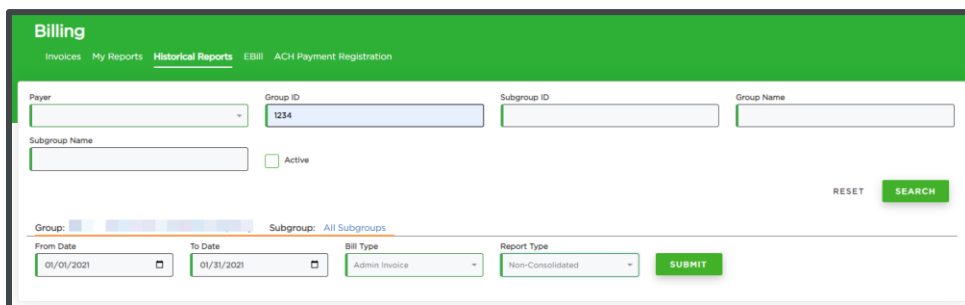 Billing
Invoices My Reports Historical Reports EBill ACH Payment Registration
Payer Group ID Subgroup ID Group Name
1234
Subgroup Name
Active
RESET SEARCH
Group: Subgroup: All Subgroups
From Date To Date Bill Type Report Type
01/01/2021 01/31/2021 Admin Invoice Non-Consolidated SUBMIT